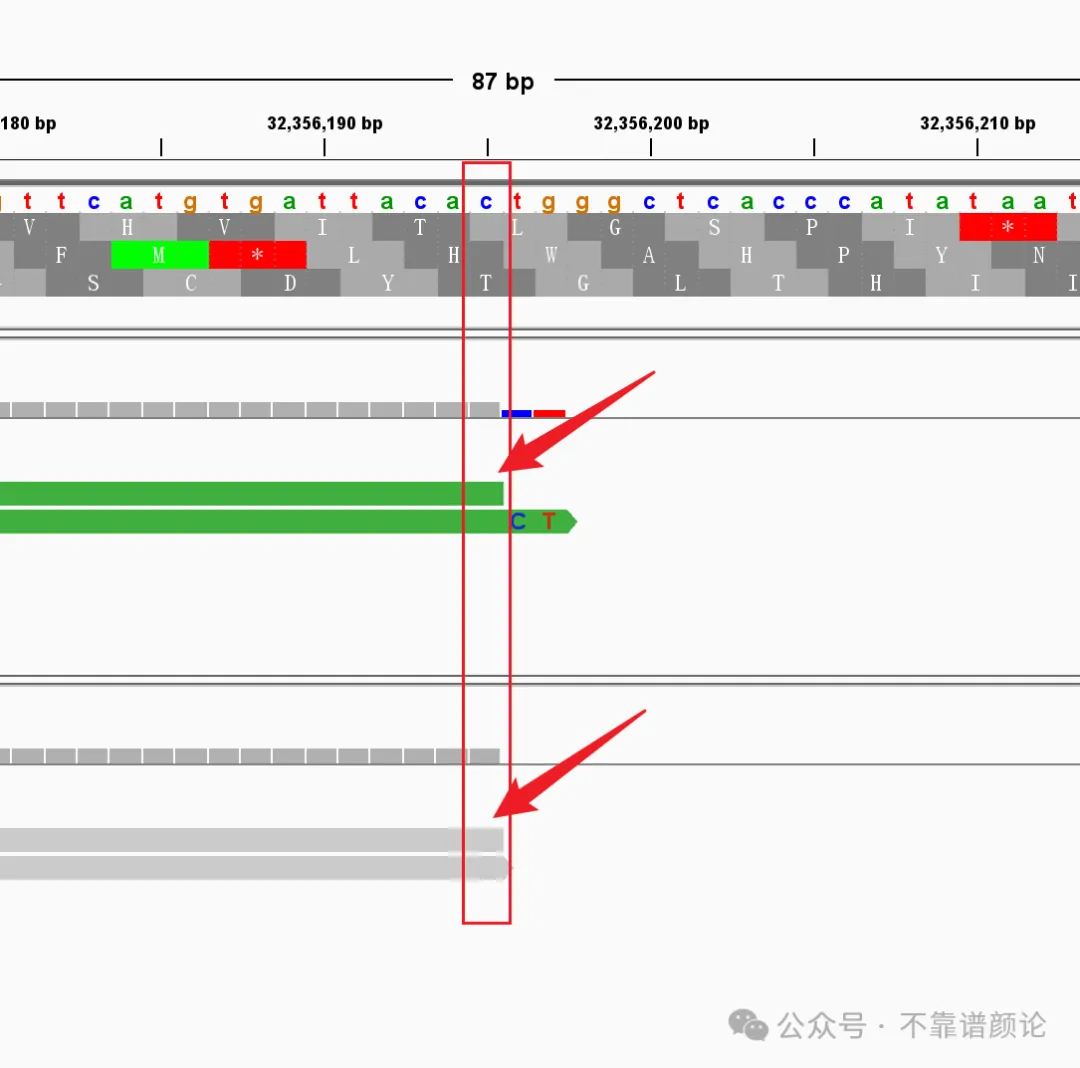 87 bp
180 bp 32,356,190 bp 32,356,200 bp 32,356,210 bp
t t c a t g t g a t t a c a c t g g g c t c a c c c a t a t a a t
V H V I T L G S P I *
F M * L H W A H P Y N
S C D Y T G L T H I I
C T
公众号 · 不靠谱颜论